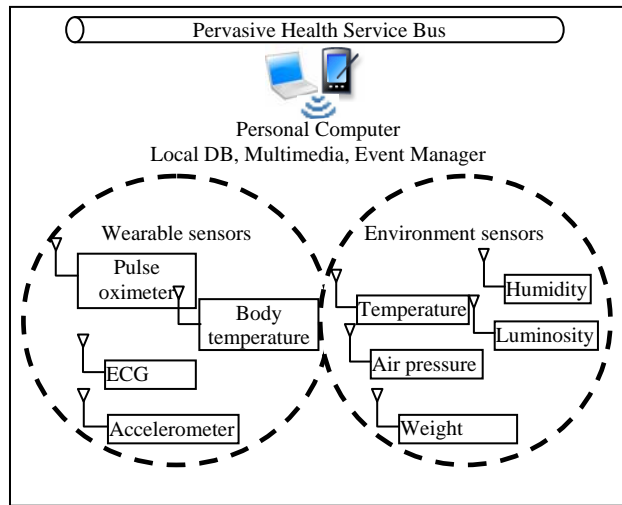 Pervasive Health Service Bus
Personal Computer
Local DB, Multimedia, Event Manager
Wearable sensors
Pulse
oximeter
Body
temperature
ECG
Accelerometer
Environment sensors
Humidity
Temperature
Luminosity
Air pressure
Weight